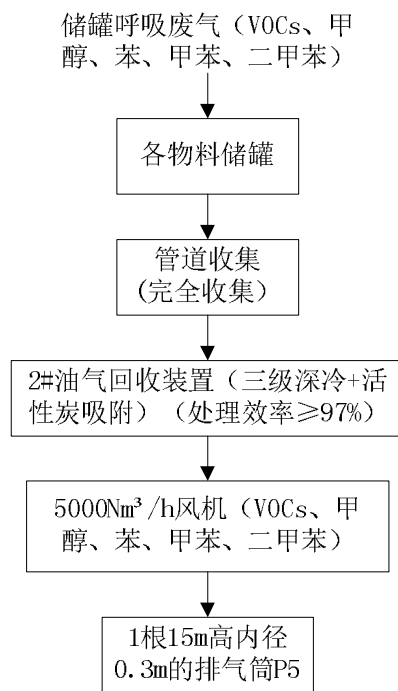 储罐呼吸废气（VOCs、甲
醇、苯、甲苯、二甲苯）
各物料储罐
管道收集
(完全收集）
2#油气回收装置（三级深冷+活
性炭吸附）（处理效率≥97%）
5000Nm³/h风机（VOCs、甲
醇、苯、甲苯、二甲苯）
1根15m高内径
0.3m的排气筒P5